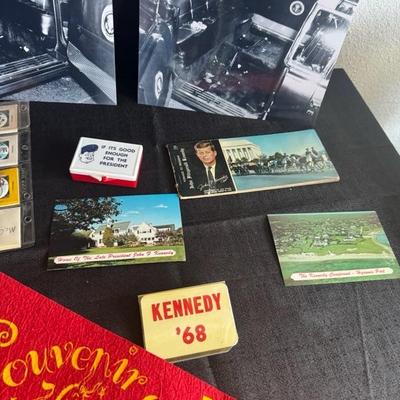 IF ITS GOOD
ENOUGH FOR THE
PRESIDENT
Home Of The Late President John F. Kennedy
The Kennedy Compound - Hyannis Port
KENNEDY
'68
Souvenir